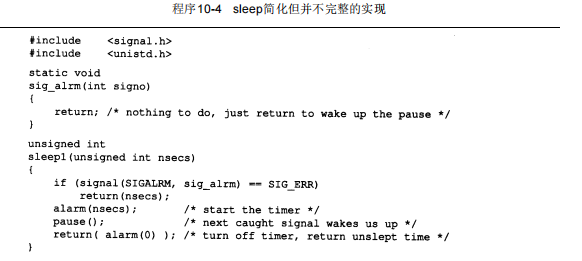 程序10-4 sleep简化但并不完整的实现
#include <signal.h>
#include <unistd.h>
static void
sig_alrm(int signo)
{
return; /* nothing to do, just return to wake up the pause */
}
unsigned int
sleep1(unsigned int nsecs)
{
if (signal(SIGALRM, sig_alrm) == SIG_ERR)
return(nsecs);
alarm(nsecs); /* start the timer */
pause(); /* next caught signal wakes us up */
return( alarm(0) ); /* turn off timer, return unslept time */
}